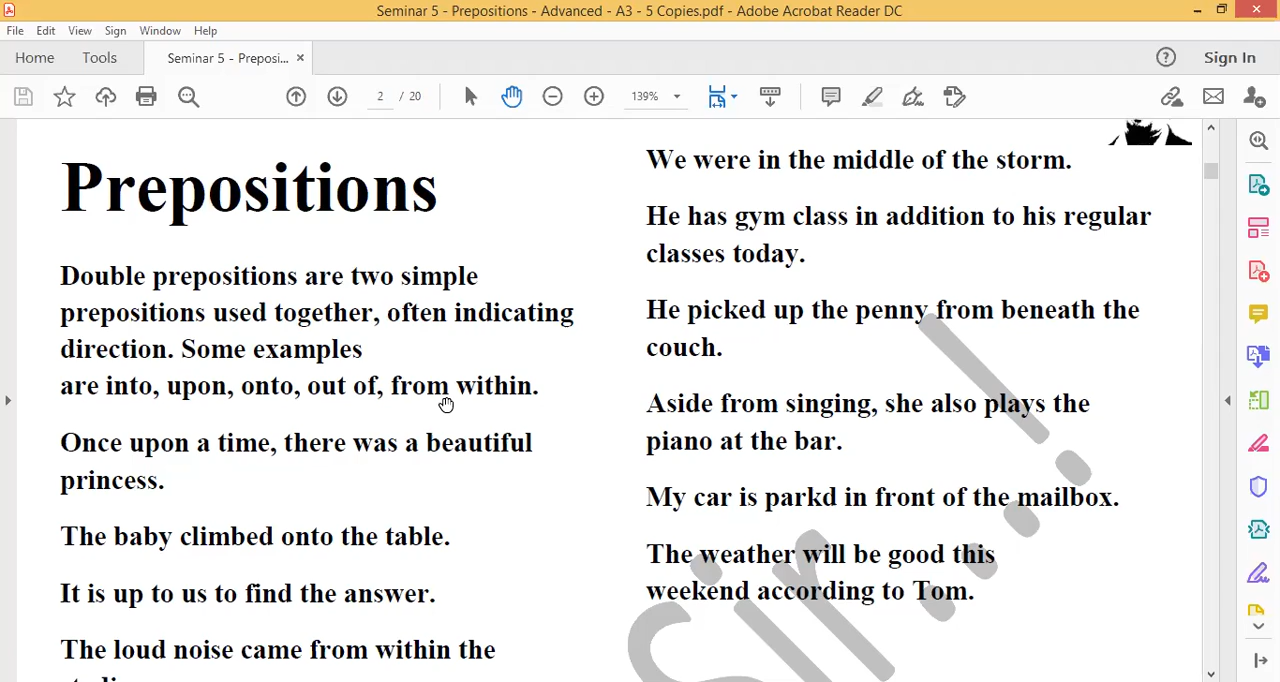 Seminar 5 - Prepositions - Advanced - A3 - 5 Copies.pdf - Adobe Acrobat Reader DC
File Edit View Sign Window Help
Home Tools Seminar 5 - Preposi... × Sign In
2 / 20 139%
Prepositions
Double prepositions are two simple
prepositions used together, often indicating
direction. Some examples
are into, upon, onto, out of, from within.
Once upon a time, there was a beautiful
princess.
The baby climbed onto the table.
It is up to us to find the answer.
The loud noise came from within the
We were in the middle of the storm.
He has gym class in addition to his regular
classes today.
He picked up the penny from beneath the
couch.
Aside from singing, she also plays the
piano at the bar.
My car is parkd in front of the mailbox.
The weather will be good this
weekend according to Tom.
Sir...!